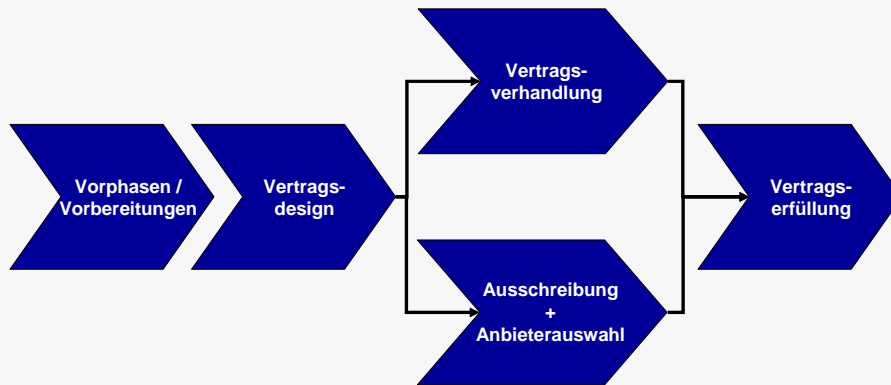 Vorphasen /
Vorbereitungen
Vertrags-
design
Vertrags-
verhandlung
Ausschreibung
+
Anbieterauswahl
Vertrags-
erfüllung